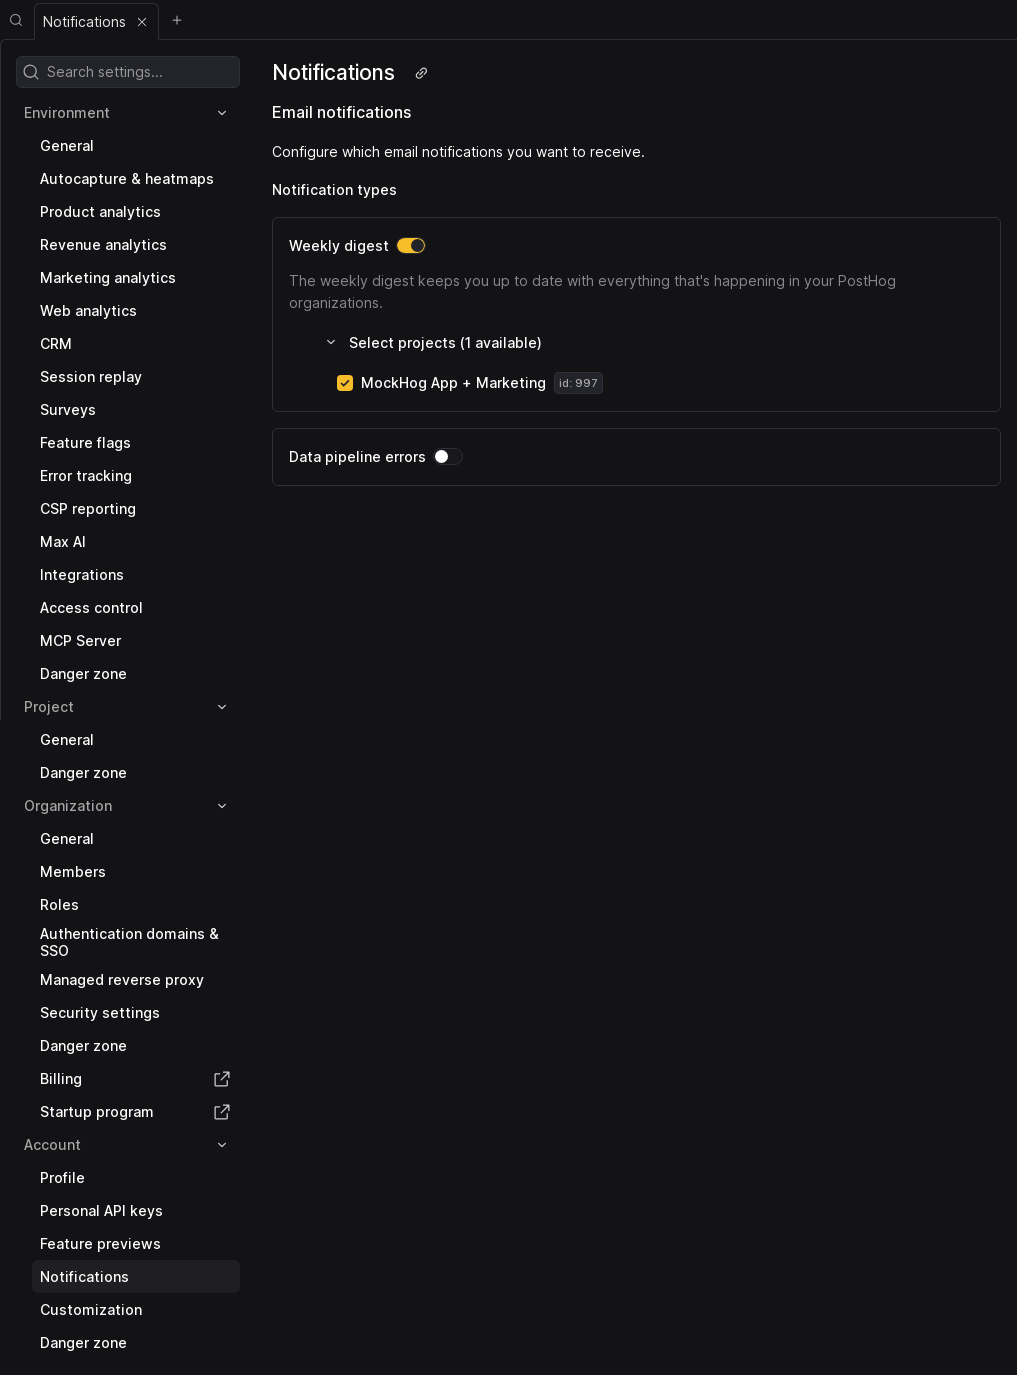 Notifications
Search settings...
Environment
General
Autocapture & heatmaps
Product analytics
Revenue analytics
Marketing analytics
Web analytics
CRM
Session replay
Surveys
Feature flags
Error tracking
CSP reporting
Max AI
Integrations
Access control
MCP Server
Danger zone
Project
General
Danger zone
Organization
General
Members
Roles
Authentication domains &
SSO
Managed reverse proxy
Security settings
Danger zone
Billing
Startup program
Account
Profile
Personal API keys
Feature previews
Notifications
Customization
Danger zone
Notifications
Email notifications
Configure which email notifications you want to receive.
Notification types
Weekly digest
The weekly digest keeps you up to date with everything that's happening in your PostHog
organizations.
Select projects (1 available)
MockHog App + Marketing id: 997
Data pipeline errors